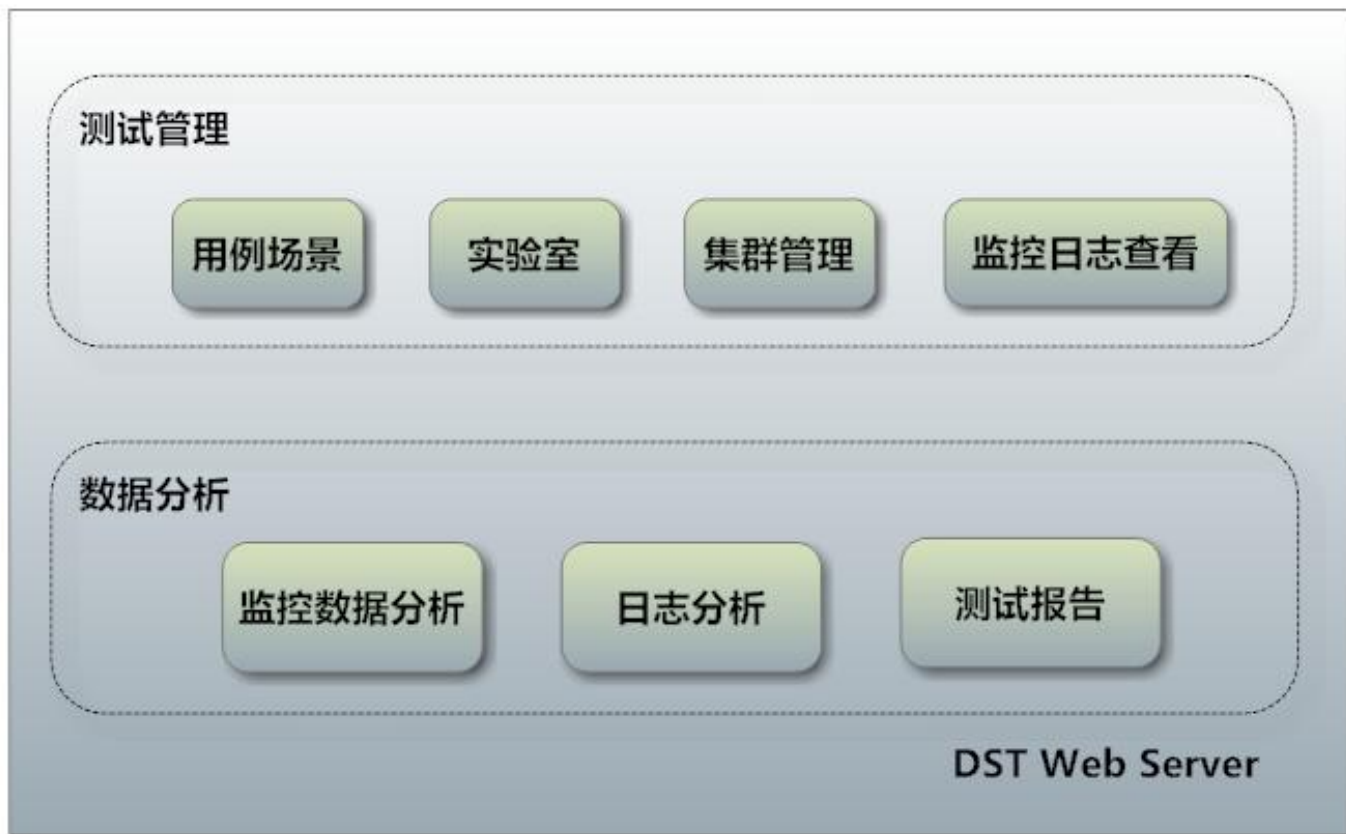 测试管理
用例场景
实验室
集群管理
监控日志查看
数据分析
监控数据分析
日志分析
测试报告
DST Web Server